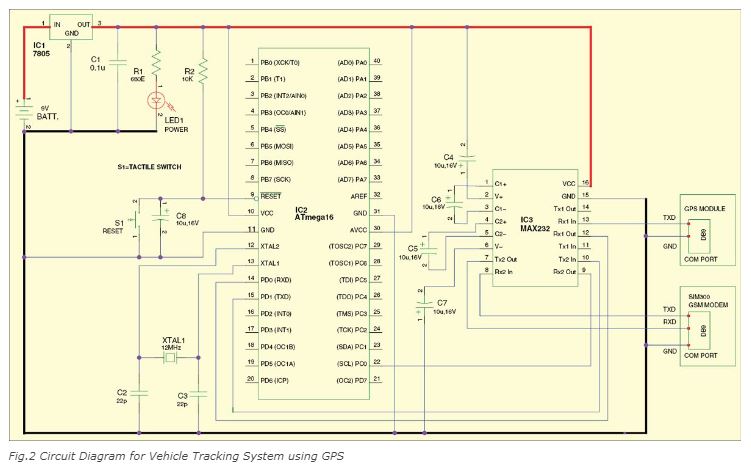 1 IN OUT 3
GND
2
IC1
7805
C1
0.1u
R1
680E
R2
10K
LED1
POWER
9V
BATT.
S1=TACTILE SWITCH
S1
RESET
C8
10u,16V
1 PB0 (XCK/T0) (AD0) PA0 40
2 PB1 (T1) (AD1) PA1 39
3 PB2 (INT2/AIN0) (AD2) PA2 38
4 PB3 (OC0/AIN1) (AD3) PA3 37
5 PB4 (SS) (AD4) PA4 36
6 PB5 (MOSI) (AD5) PA5 35
7 PB6 (MISO) (AD6) PA6 34
8 PB7 (SCK) (AD7) PA7 33
9 RESET AREF 32
IC2
ATmega16
10 VCC GND 31
11 GND AVCC 30
12 XTAL2 (TOSC2) PC7 29
13 XTAL1 (TOSC1) PC6 28
14 PD0 (RXD) (TDI) PC5 27
15 PD1 (TXD) (TDO) PC4 26
16 PD2 (INT0) (TMS) PC3 25
17 PD3 (INT1) (TCK) PC2 24
18 PD4 (OC1B) (SDA) PC1 23
19 PD5 (OC1A) (SCL) PC0 22
20 PD6 (ICP) (OC2) PD7 21
XTAL1
12MHz
C2
22p
C3
22p
C4
10u,16V
C6
10u,16V
C5
10u,16V
C7
10u,16V
1 C1+ VCC 16
2 V+ GND 15
3 C1- Tx1 Out 14
4 C2+ Rx1 In 13
5 C2- Rx1 Out 12
6 V- Tx1 In 11
7 Tx2 Out Tx2 In 10
8 Rx2 In Rx2 Out 9
IC3
MAX232
GPS MODULE
TXD
GND
DB9
COM PORT
SIM300
GSM MODEM
TXD
RXD
GND
DB9
COM PORT
Fig.2 Circuit Diagram for Vehicle Tracking System using GPS